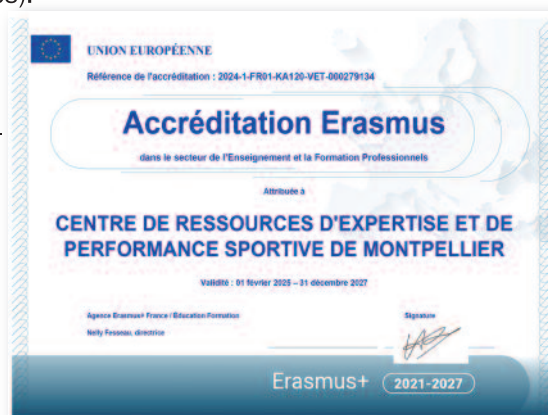 UNION EUROPÉENNE
Référence de l'accréditation : 2024-1-FR01-KA120-VET-000279134
Accréditation Erasmus
dans le secteur de l'Enseignement et la Formation Professionnels
Attribuée à
CENTRE DE RESSOURCES D'EXPERTISE ET DE
PERFORMANCE SPORTIVE DE MONTPELLIER
Validité : 01 février 2025 – 31 décembre 2027
Agence Erasmus+ France / Education Formation
Signature
Nelly Fesseau, directrice
Erasmus+ 2021-2027